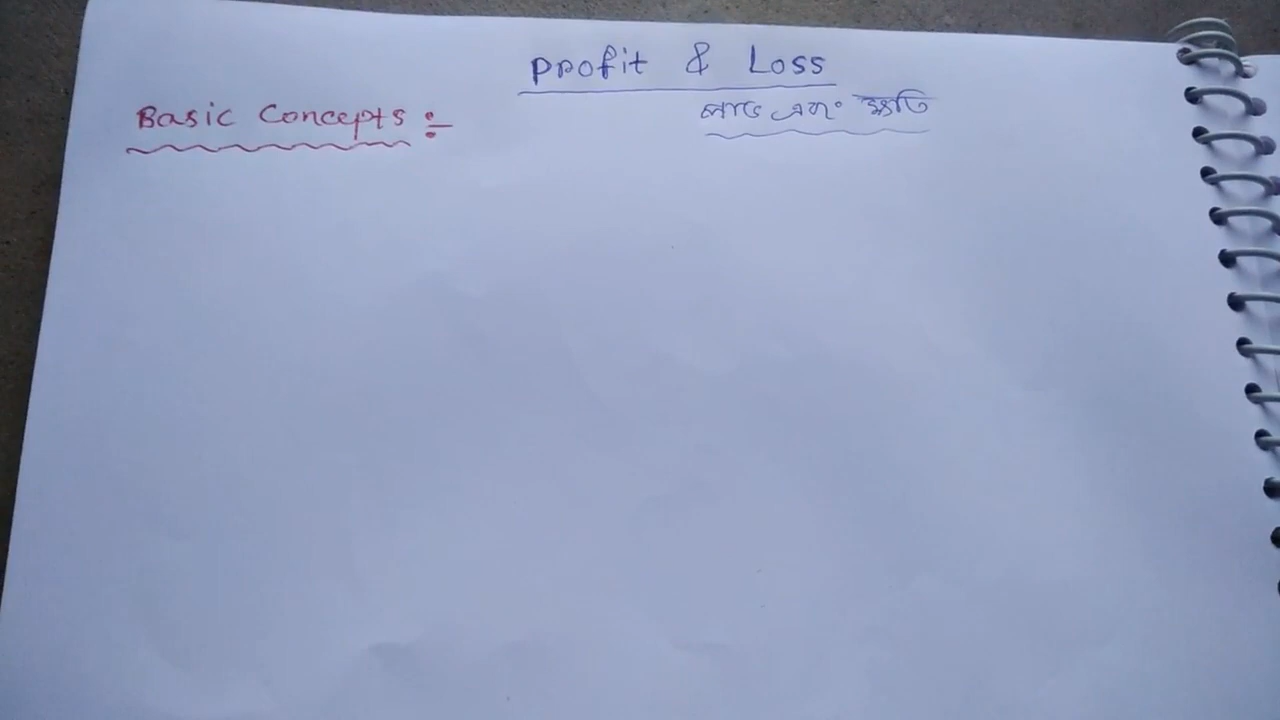 Profit & Loss
লাভ এবং ক্ষতি
Basic Concepts :-